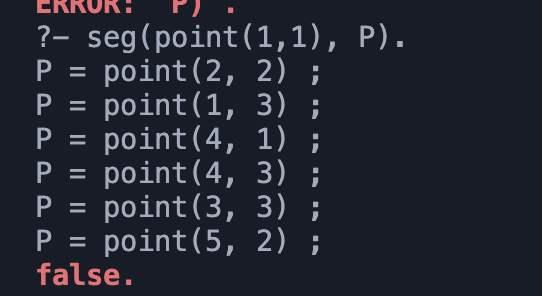 ERROR:  P) .
?- seg(point(1,1), P).
P = point(2, 2) ;
P = point(1, 3) ;
P = point(4, 1) ;
P = point(4, 3) ;
P = point(3, 3) ;
P = point(5, 2) ;
false.